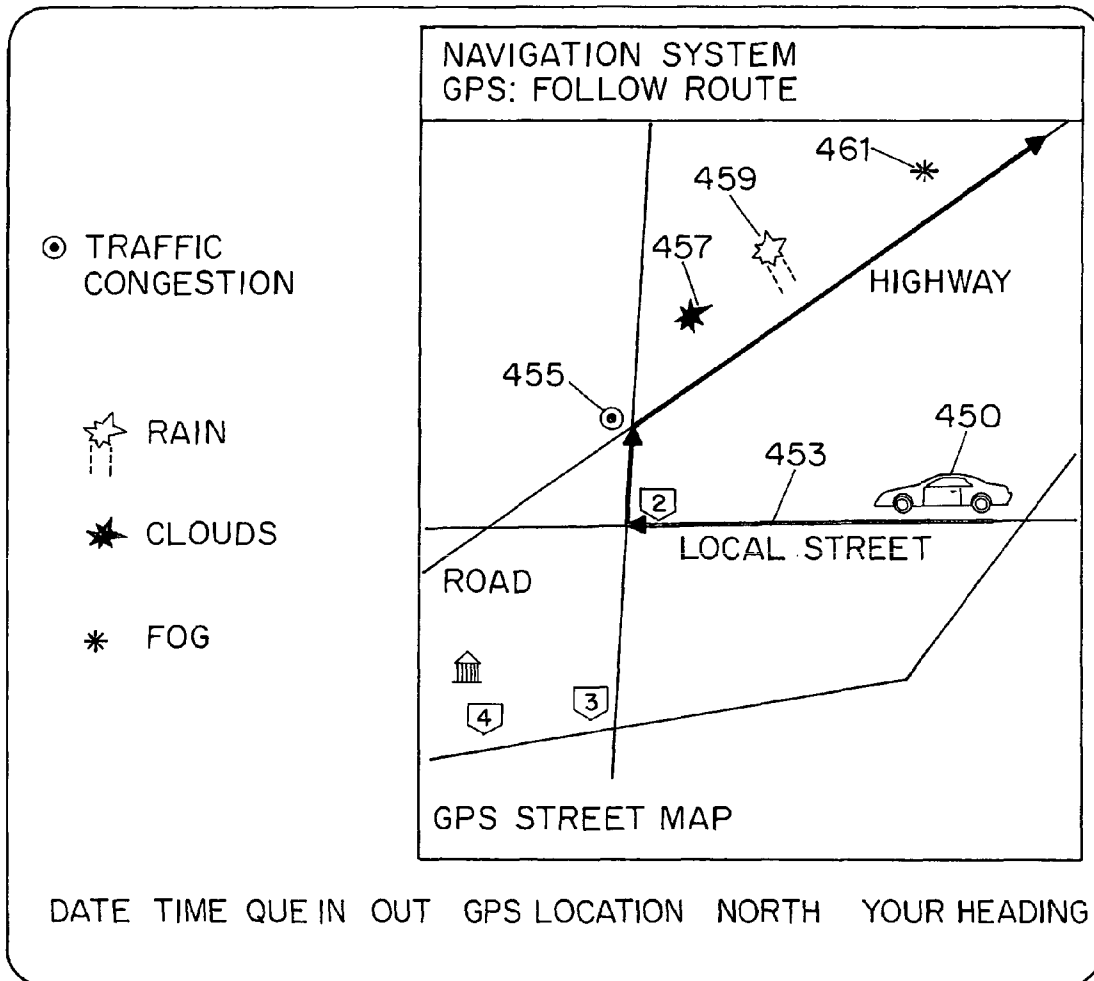 NAVIGATION SYSTEM
GPS: FOLLOW ROUTE
461
459
457
TRAFFIC
CONGESTION
HIGHWAY
455
450
453
RAIN
2
CLOUDS
LOCAL STREET
ROAD
FOG
3
4
GPS STREET MAP
DATE TIME QUE IN OUT GPS LOCATION NORTH YOUR HEADING